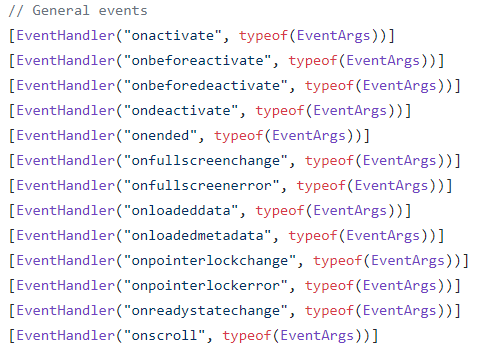 // General events
[EventHandler("onactivate", typeof(EventArgs))]
[EventHandler("onbeforeactivate", typeof(EventArgs))]
[EventHandler("onbeforedeactivate", typeof(EventArgs))]
[EventHandler("ondeactivate", typeof(EventArgs))]
[EventHandler("onended", typeof(EventArgs))]
[EventHandler("onfullscreenchange", typeof(EventArgs))]
[EventHandler("onfullscreenerror", typeof(EventArgs))]
[EventHandler("onloadeddata", typeof(EventArgs))]
[EventHandler("onloadedmetadata", typeof(EventArgs))]
[EventHandler("onpointerlockchange", typeof(EventArgs))]
[EventHandler("onpointerlockerror", typeof(EventArgs))]
[EventHandler("onreadystatechange", typeof(EventArgs))]
[EventHandler("onscroll", typeof(EventArgs))]